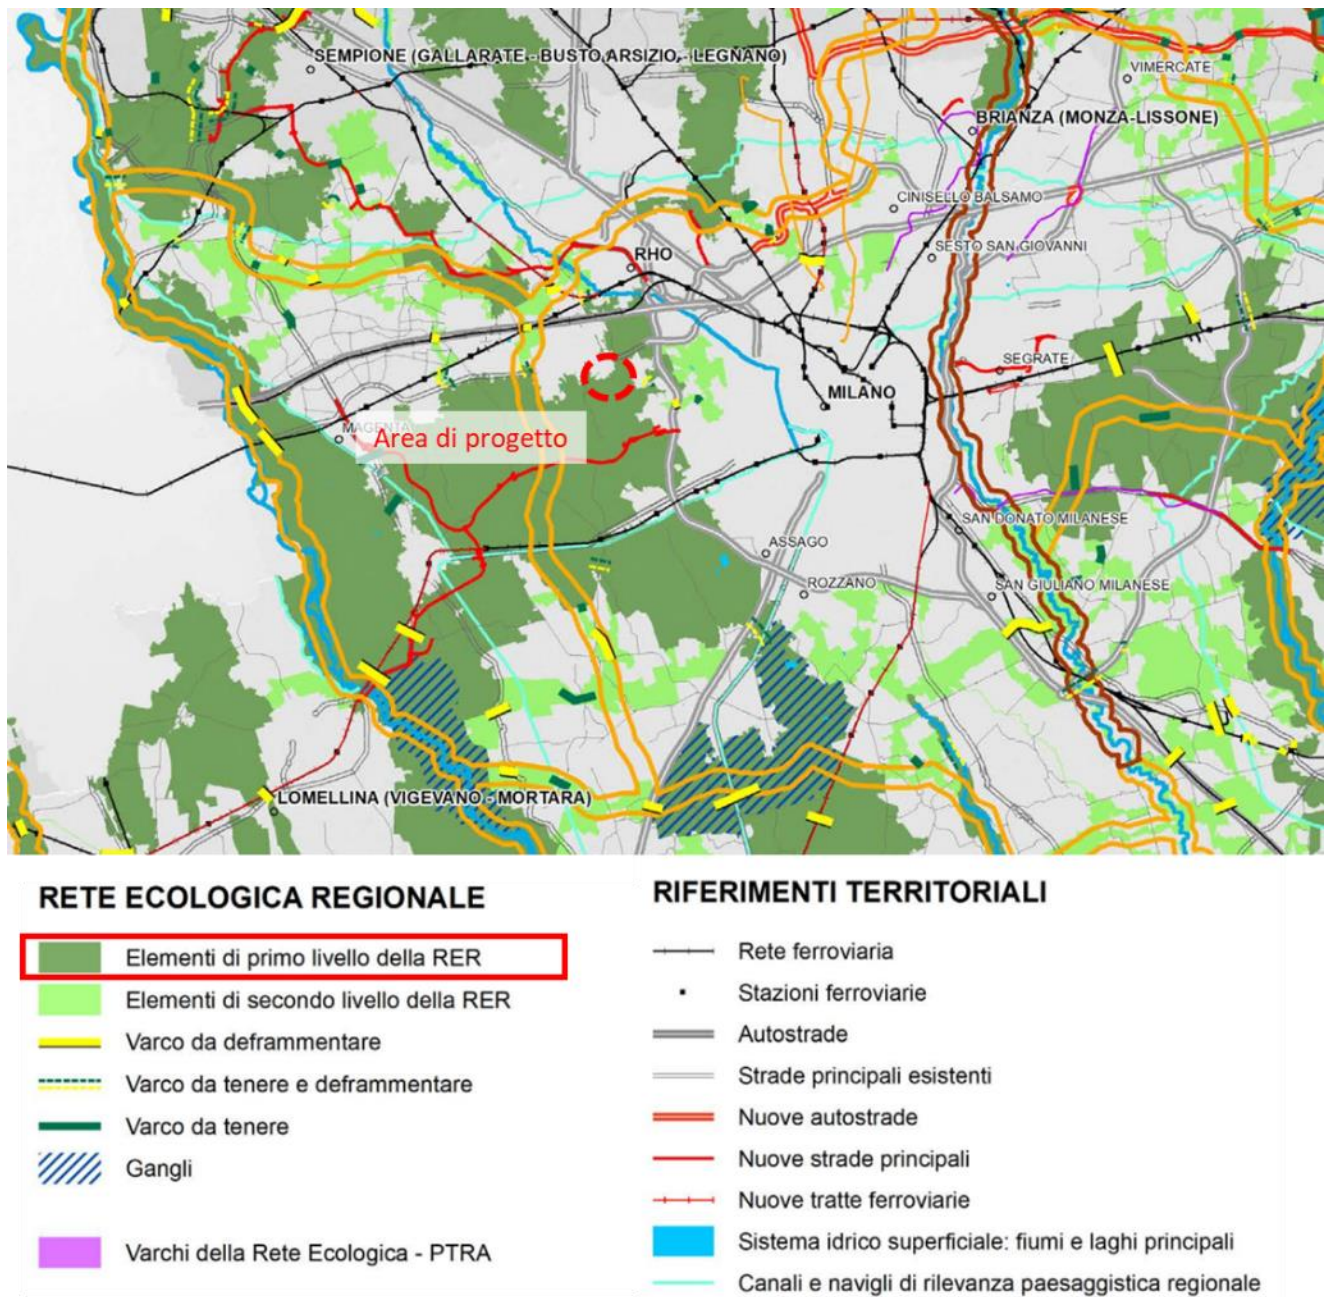 SEMPIONE (GALLARATE - BUSTO ARSIZIO - LEGNANO)
VIMERCATE
BRIANZA (MONZA-LISSONE)
CINISELLO BALSAMO
SESTO SAN GIOVANNI
RHO
SEGRATE
MILANO
MAGENTA
Area di progetto
SAN DONATO MILANESE
ASSAGO
ROZZANO
SAN GIULIANO MILANESE
LOMELLINA (VIGEVANO - MORTARA)
RETE ECOLOGICA REGIONALE
Elementi di primo livello della RER
Elementi di secondo livello della RER
Varco da deframmentare
Varco da tenere e deframmentare
Varco da tenere
Gangli
Varchi della Rete Ecologica - PTRA
RIFERIMENTI TERRITORIALI
Rete ferroviaria
Stazioni ferroviarie
Autostrade
Strade principali esistenti
Nuove autostrade
Nuove strade principali
Nuove tratte ferroviarie
Sistema idrico superficiale: fiumi e laghi principali
Canali e navigli di rilevanza paesaggistica regionale